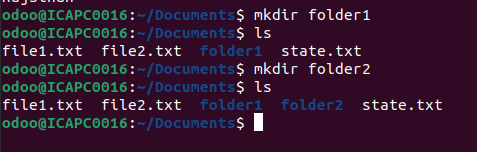 odoo@ICAPC0016:~/Documents$ mkdir folder1
odoo@ICAPC0016:~/Documents$ ls
file1.txt  file2.txt  folder1  state.txt
odoo@ICAPC0016:~/Documents$ mkdir folder2
odoo@ICAPC0016:~/Documents$ ls
file1.txt  file2.txt  folder1  folder2  state.txt
odoo@ICAPC0016:~/Documents$